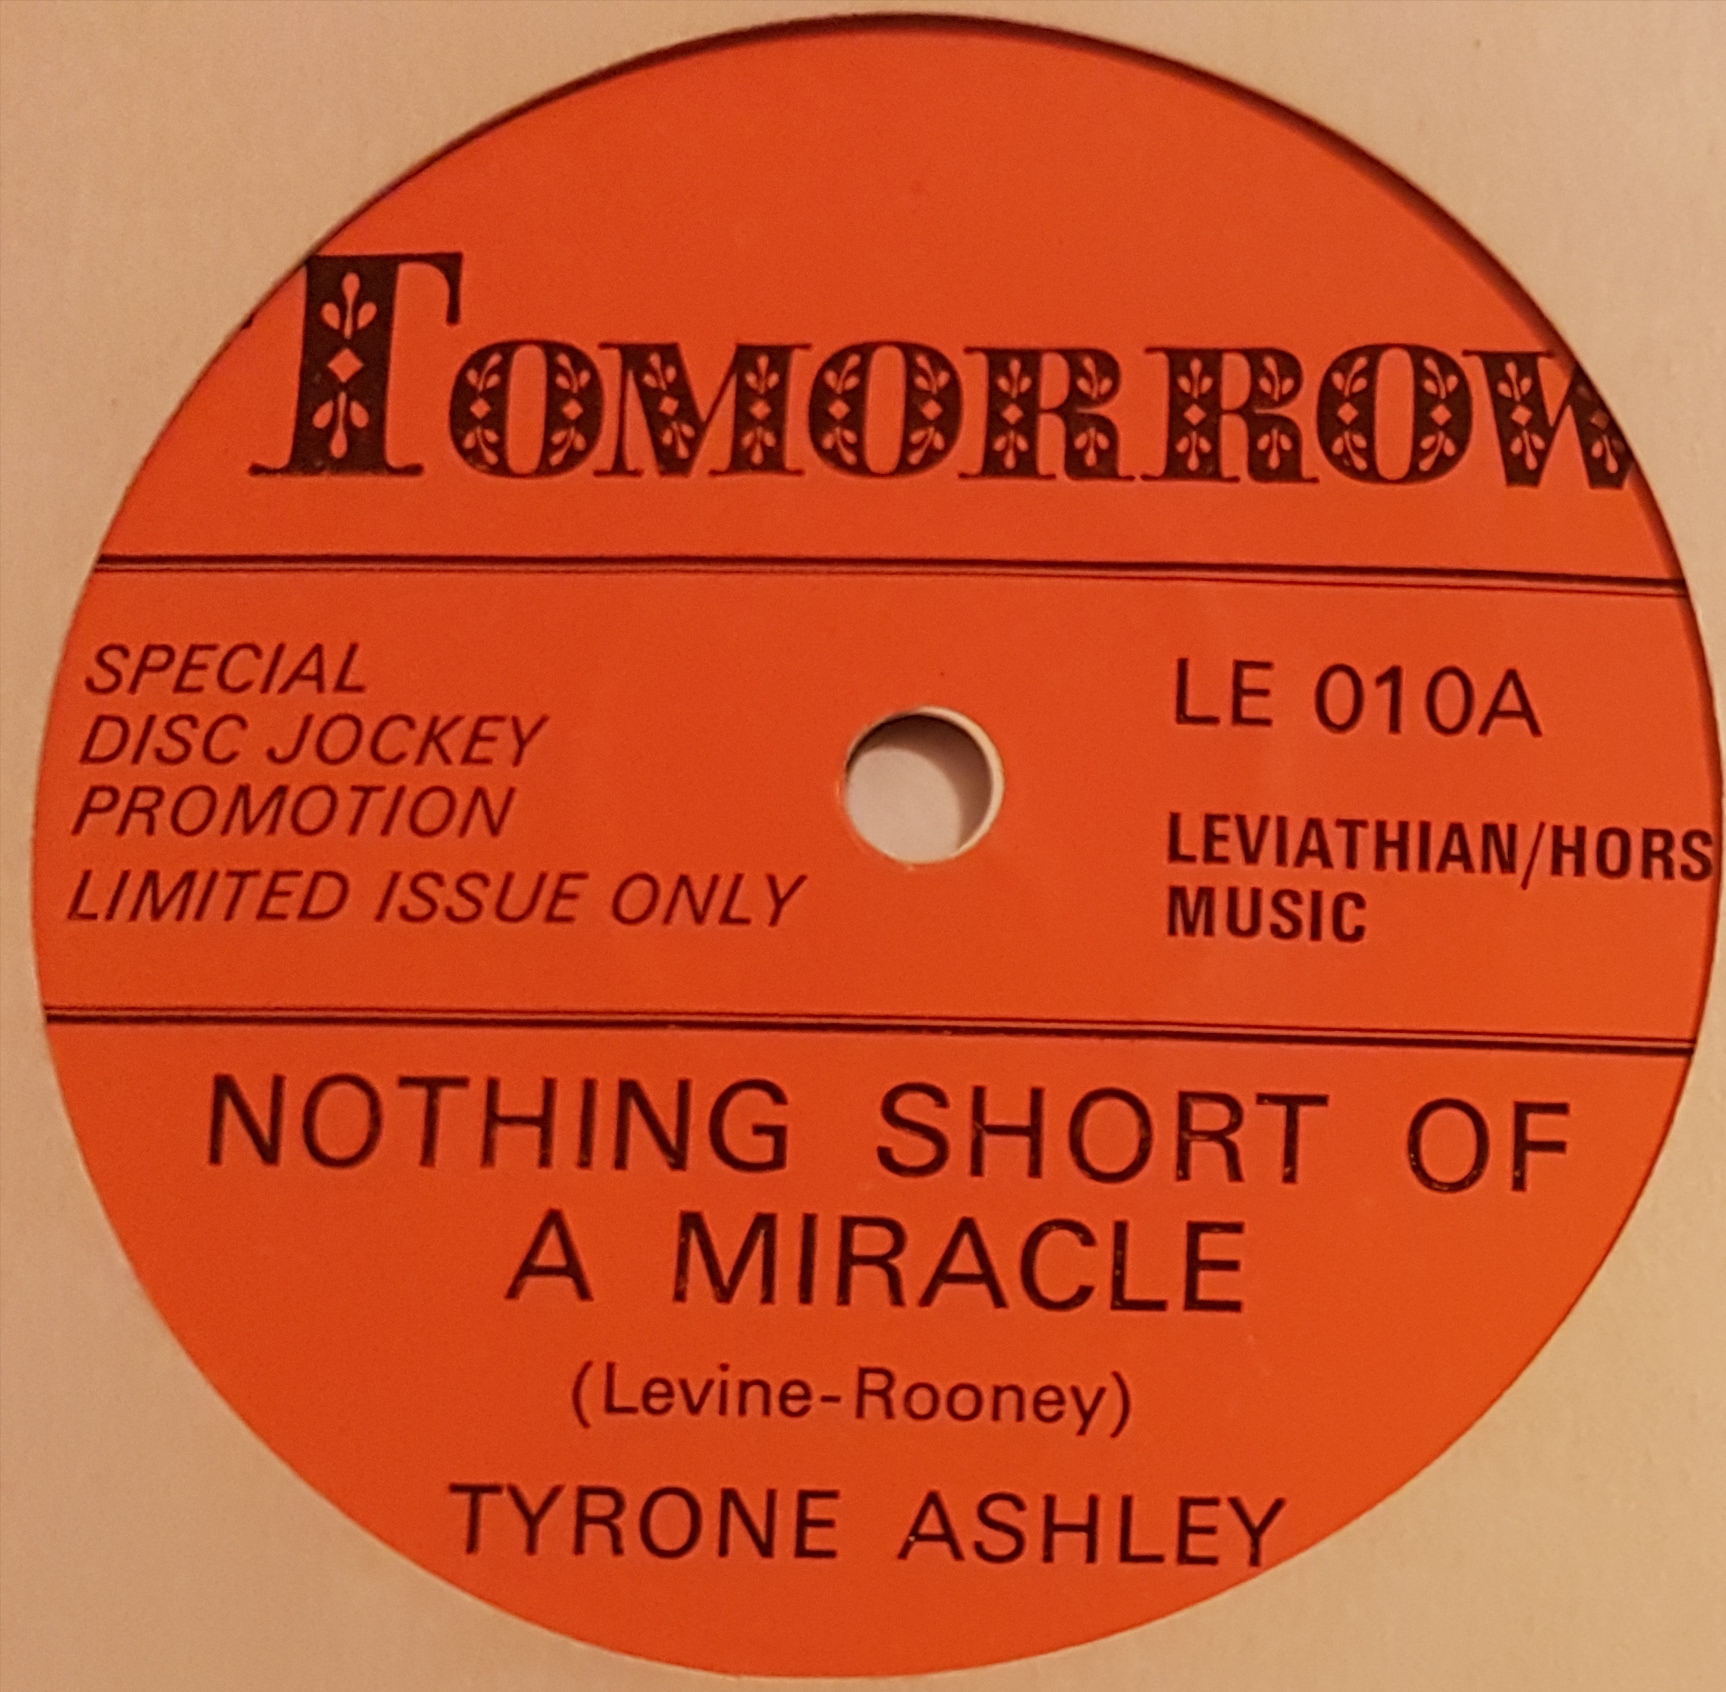 TOMORROW
SPECIAL
DISC JOCKEY
PROMOTION
LIMITED ISSUE ONLY
LE 010A
LEVIATHIAN/HORS
MUSIC
NOTHING SHORT OF
A MIRACLE
(Levine-Rooney)
TYRONE ASHLEY